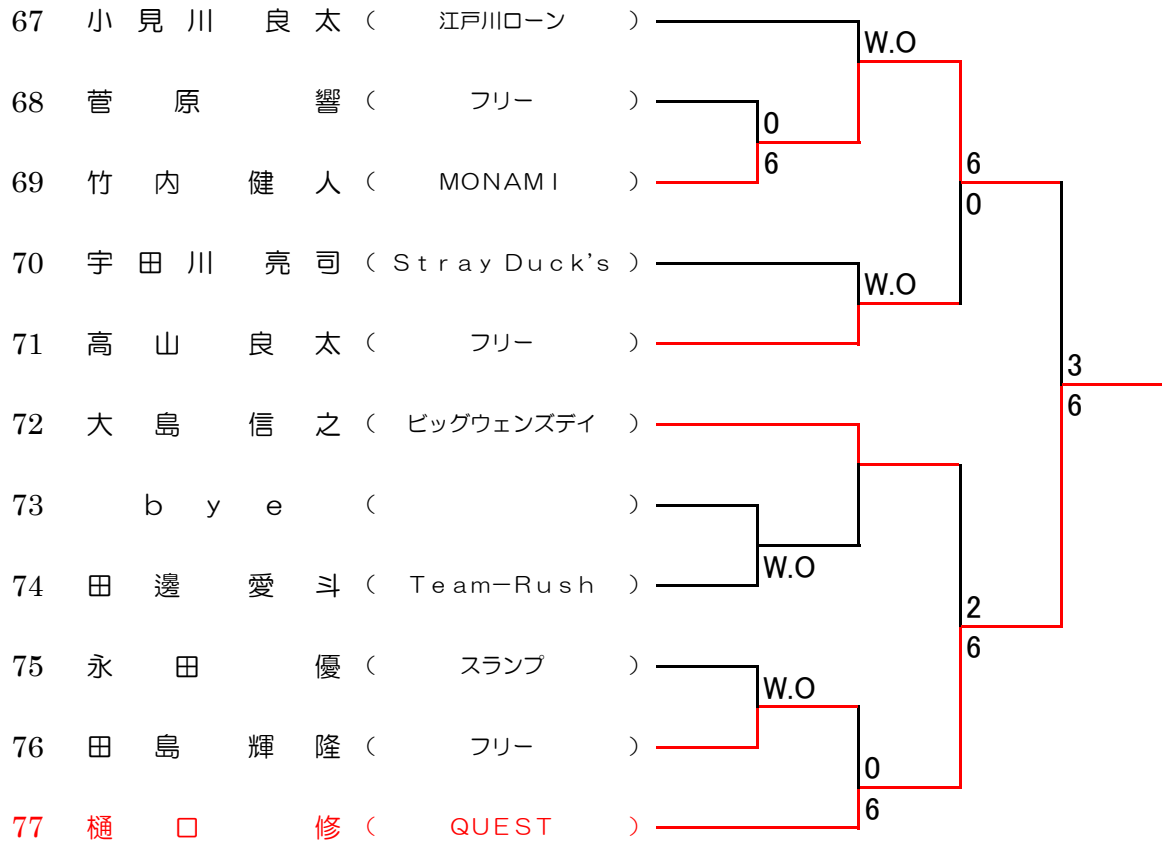 67 小見川 良太 ( 江戸川ローン )
W.O
68 菅原 響 ( フリー )
0
6
69 竹内 健人 ( MONAMI )
6
0
70 宇田川 亮司 ( Stray Duck's )
W.O
71 高山 良太 ( フリー )
3
6
72 大島 信之 ( ビッグウェンズデイ )
73 bye ( )
W.O
74 田邊 愛斗 ( Team−Rush )
2
6
75 永田 優 ( スランプ )
W.O
76 田島 輝隆 ( フリー )
0
6
77 樋口 修 ( QUEST )